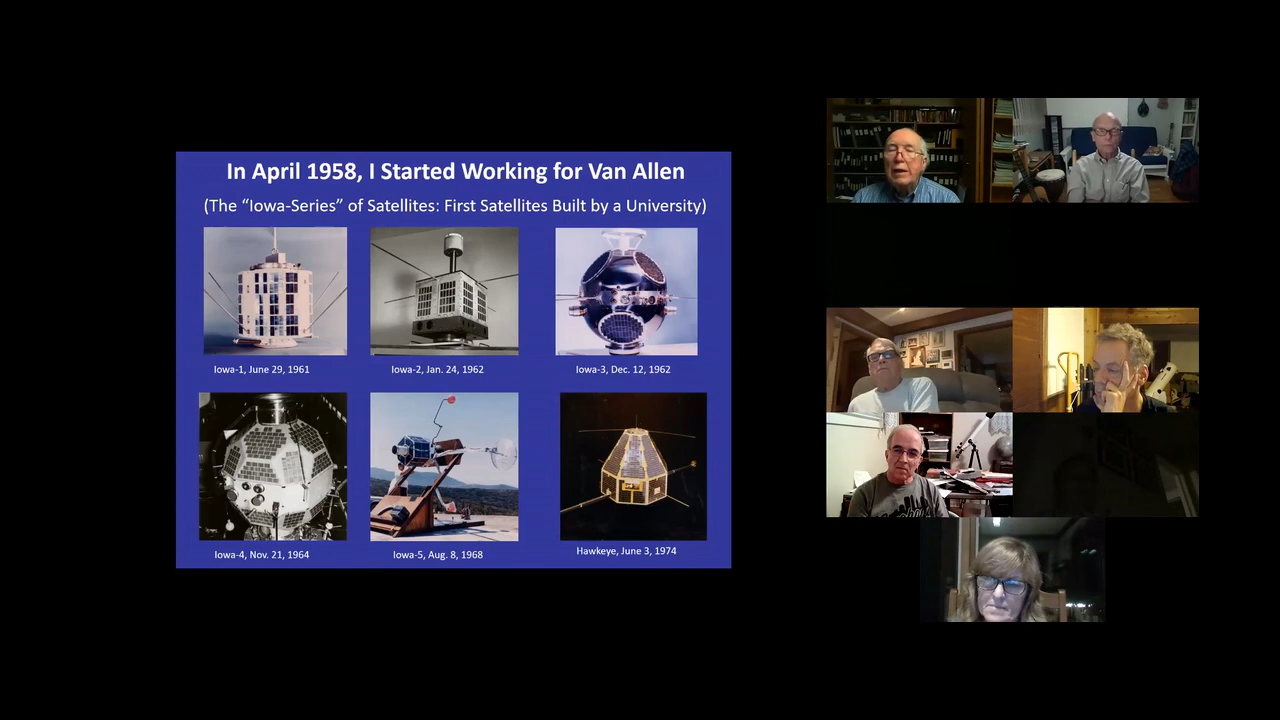 In April 1958, I Started Working for Van Allen
(The “Iowa-Series” of Satellites: First Satellites Built by a University)
Iowa-1, June 29, 1961
Iowa-2, Jan. 24, 1962
Iowa-3, Dec. 12, 1962
Iowa-4, Nov. 21, 1964
Iowa-5, Aug. 8, 1968
Hawkeye, June 3, 1974